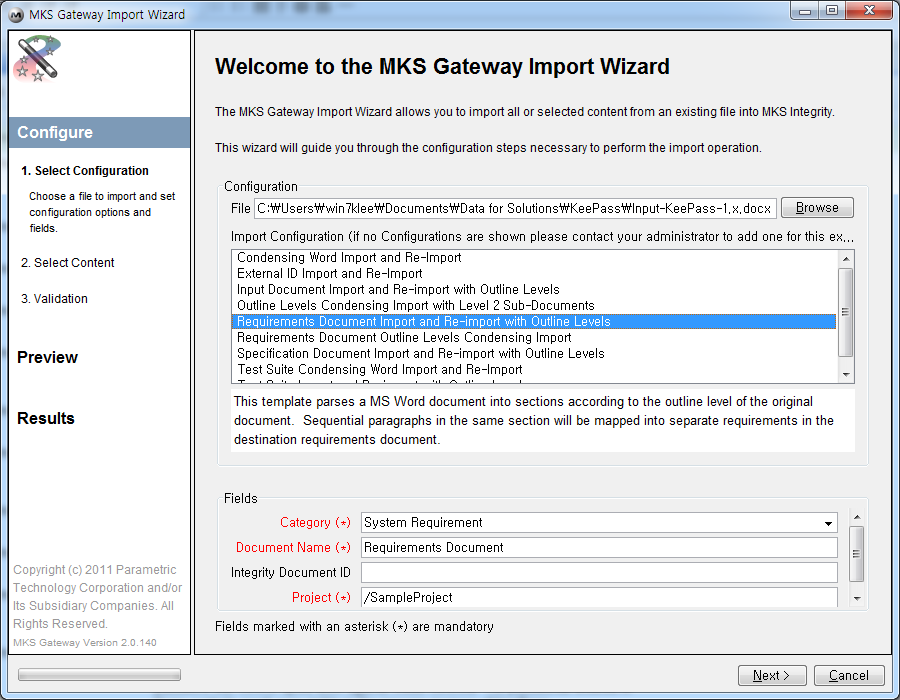 MKS Gateway Import Wizard
Configure
1. Select Configuration
Choose a file to import and set
configuration options and
fields.
2. Select Content
3. Validation
Preview
Results
Copyright (c) 2011 Parametric
Technology Corporation and/or
Its Subsidiary Companies. All
Rights Reserved.
MKS Gateway Version 2.0.140
Welcome to the MKS Gateway Import Wizard
The MKS Gateway Import Wizard allows you to import all or selected content from an existing file into MKS Integrity.
This wizard will guide you through the configuration steps necessary to perform the import operation.
Configuration
File C:₩Users₩win7klee₩Documents₩Data for Solutions₩KeePass₩Input-KeePass-1.x.docx Browse
Import Configuration (if no Configurations are shown please contact your administrator to add one for this ex...
Condensing Word Import and Re-Import
External ID Import and Re-Import
Input Document Import and Re-import with Outline Levels
Outline Levels Condensing Import with Level 2 Sub-Documents
Requirements Document Import and Re-import with Outline Levels
Requirements Document Outline Levels Condensing Import
Specification Document Import and Re-import with Outline Levels
Test Suite Condensing Word Import and Re-Import
This template parses a MS Word document into sections according to the outline level of the original
document. Sequential paragraphs in the same section will be mapped into separate requirements in the
destination requirements document.
Fields
Category (*) System Requirement
Document Name (*) Requirements Document
Integrity Document ID
Project (*) /SampleProject
Fields marked with an asterisk (*) are mandatory
Next > Cancel